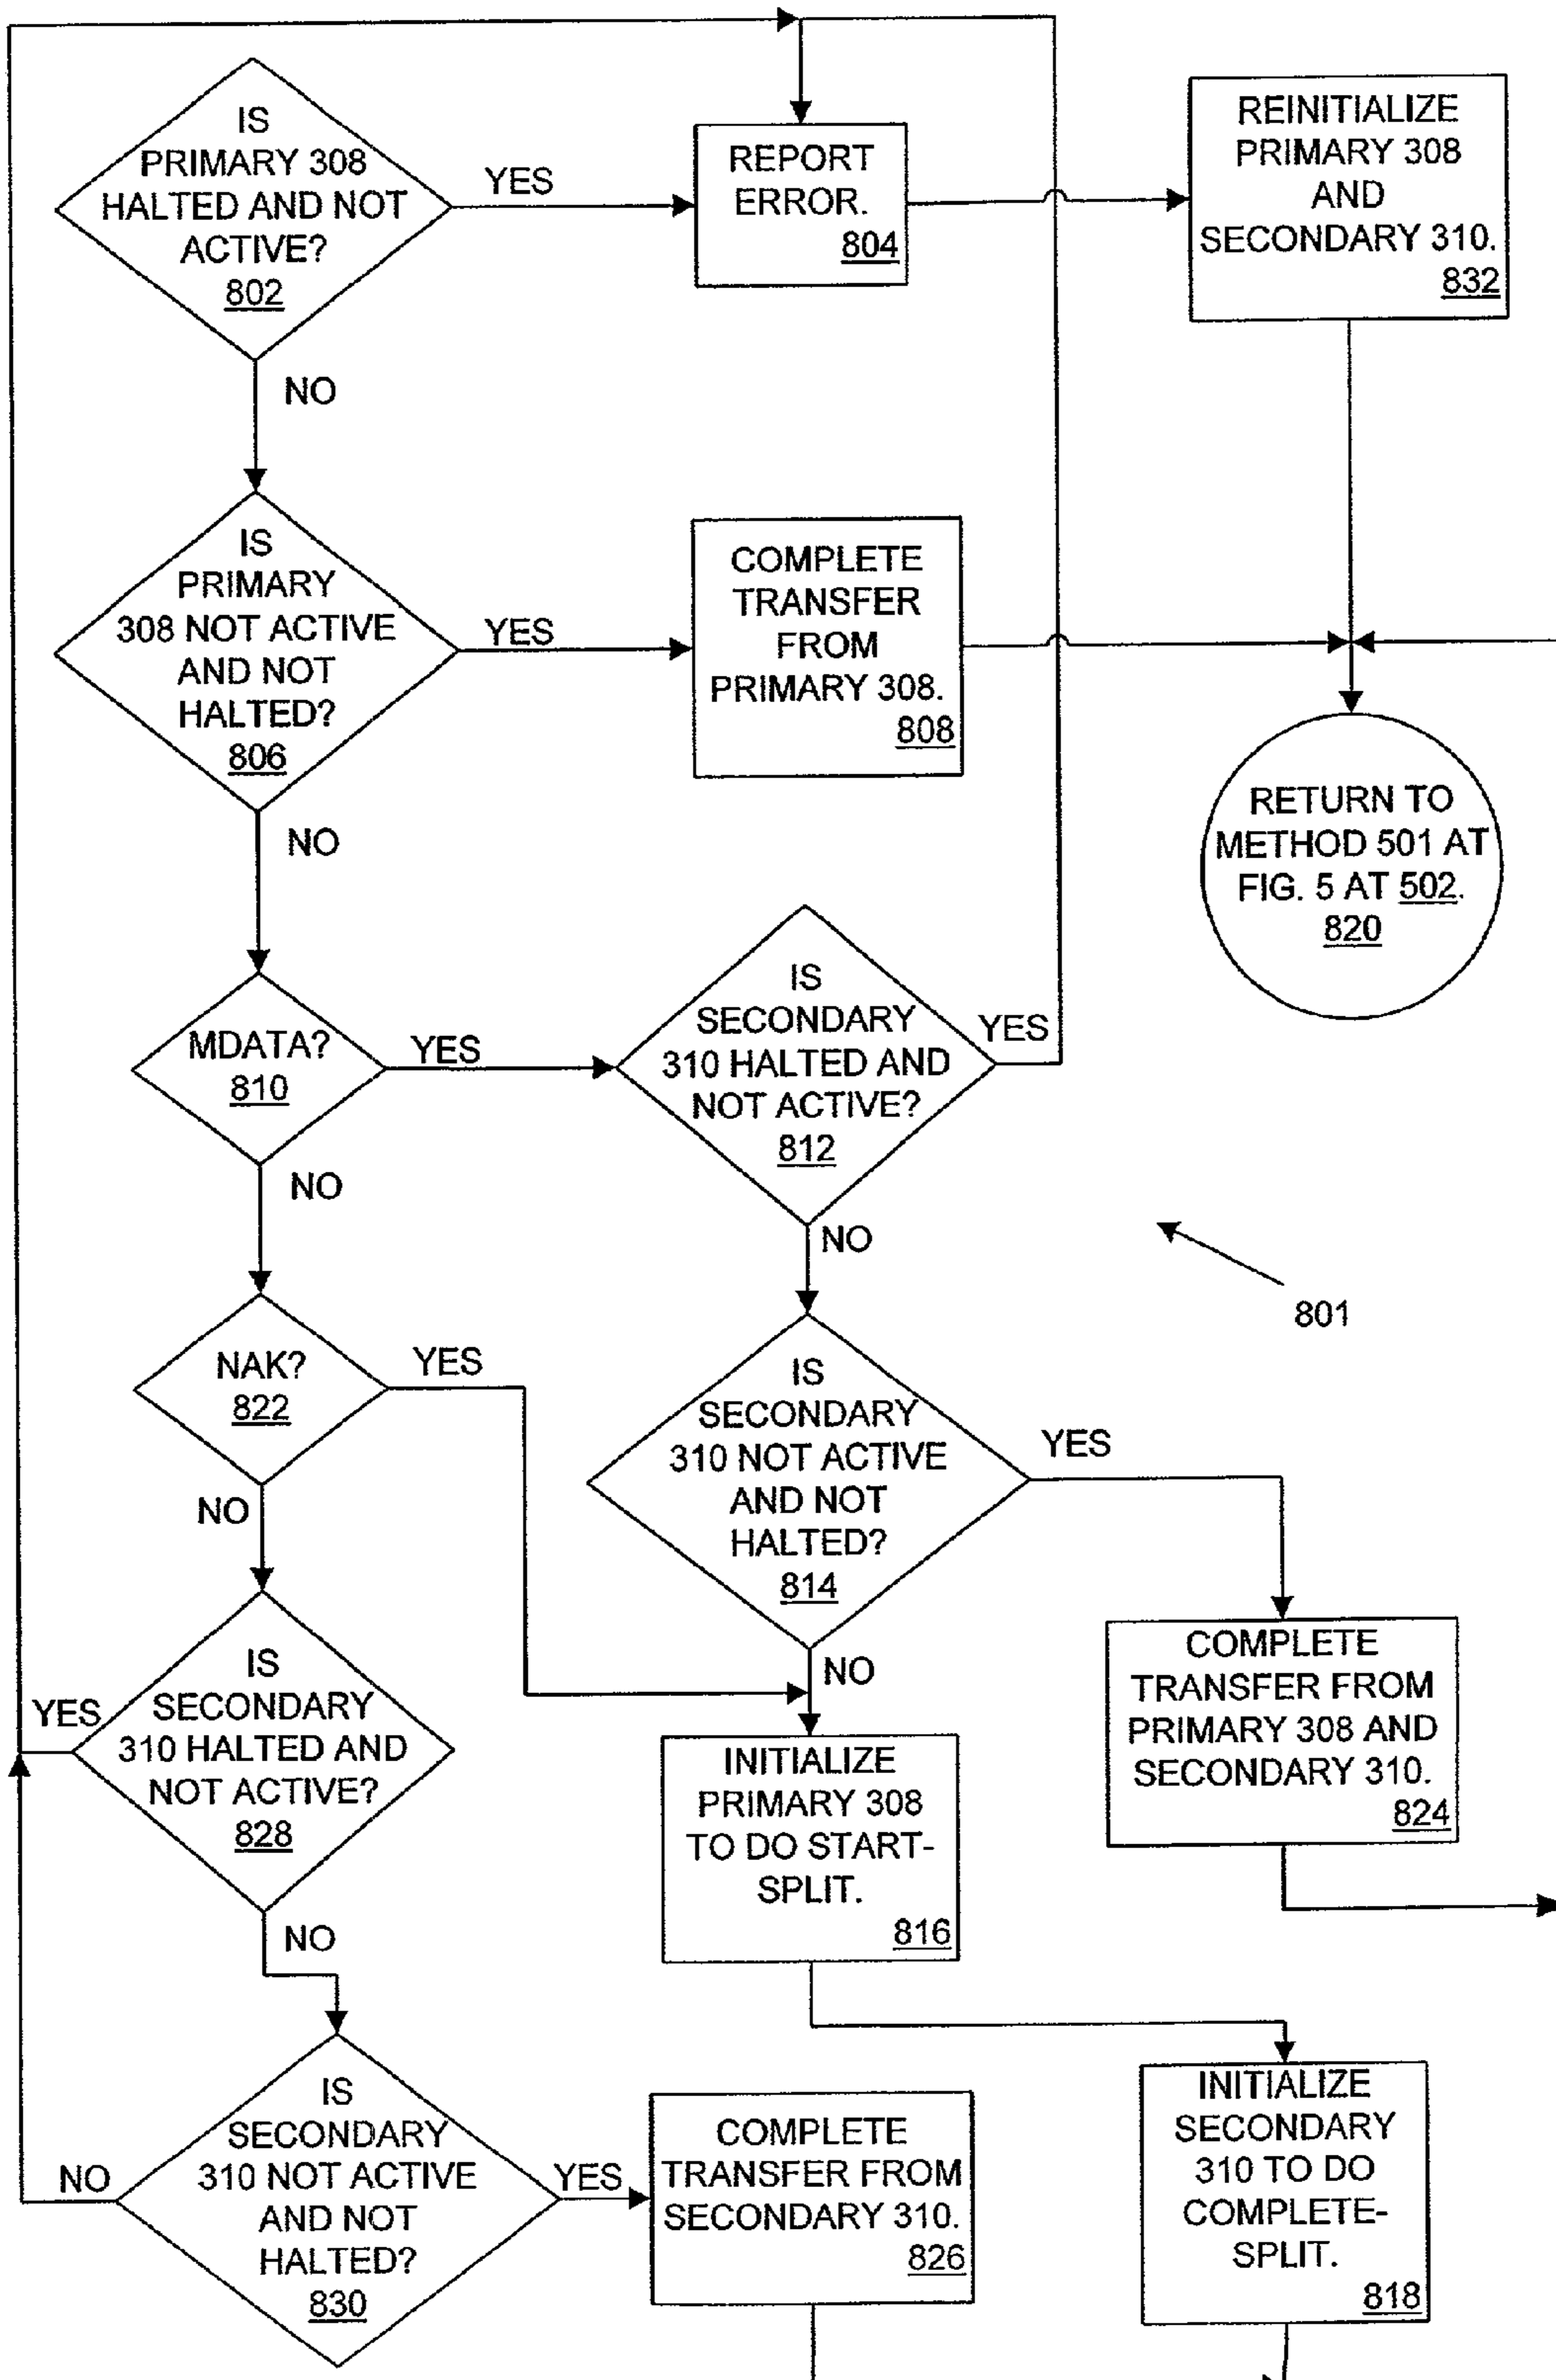 IS
PRIMARY 308
HALTED AND NOT
ACTIVE?
802
YES
NO
REPORT
ERROR.
804
REINITIALIZE
PRIMARY 308
AND
SECONDARY 310.
832
IS
PRIMARY
308 NOT ACTIVE
AND NOT
HALTED?
806
YES
NO
COMPLETE
TRANSFER
FROM
PRIMARY 308.
808
RETURN TO
METHOD 501 AT
FIG. 5 AT 502.
820
MDATA?
810
YES
NO
IS
SECONDARY
310 HALTED AND
NOT ACTIVE?
812
YES
NO
801
NAK?
822
YES
NO
IS
SECONDARY
310 NOT ACTIVE
AND NOT
HALTED?
814
YES
NO
IS
SECONDARY
310 HALTED AND
NOT ACTIVE?
828
YES
NO
INITIALIZE
PRIMARY 308
TO DO START-
SPLIT.
816
COMPLETE
TRANSFER FROM
PRIMARY 308 AND
SECONDARY 310.
824
IS
SECONDARY
310 NOT ACTIVE
AND NOT
HALTED?
830
NO
YES
COMPLETE
TRANSFER FROM
SECONDARY 310.
826
INITIALIZE
SECONDARY
310 TO DO
COMPLETE-
SPLIT.
818